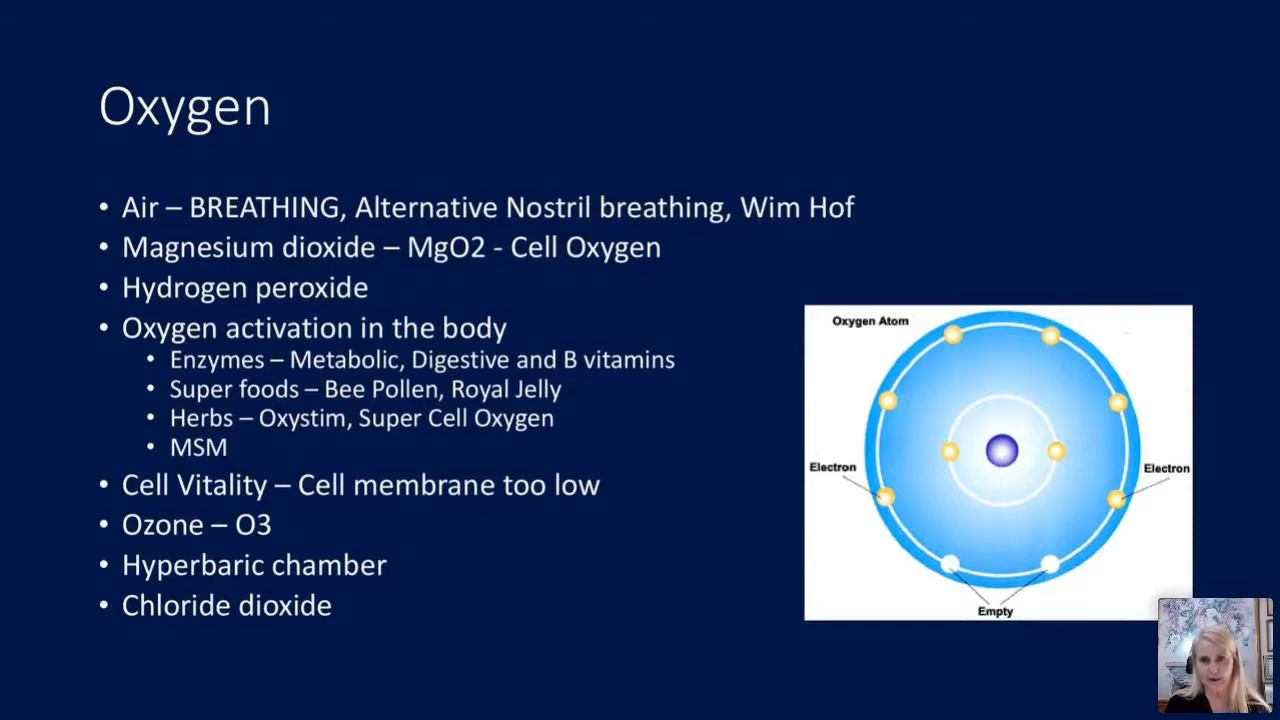 Oxygen
• Air – BREATHING, Alternative Nostril breathing, Wim Hof
• Magnesium dioxide – MgO2 - Cell Oxygen
• Hydrogen peroxide
• Oxygen activation in the body
• Enzymes – Metabolic, Digestive and B vitamins
• Super foods – Bee Pollen, Royal Jelly
• Herbs – Oxystim, Super Cell Oxygen
• MSM
• Cell Vitality – Cell membrane too low
• Ozone – O3
• Hyperbaric chamber
• Chloride dioxide
Oxygen Atom
Electron
Electron
Empty